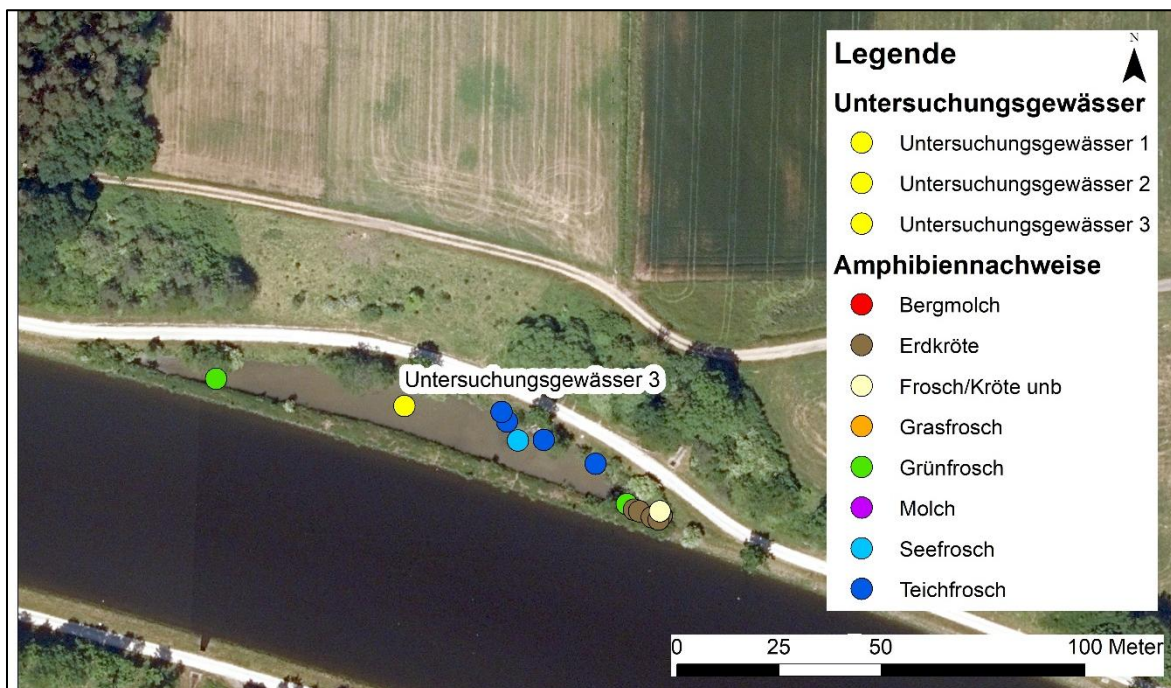 N
Legende
Untersuchungsgewässer
Untersuchungsgewässer 1
Untersuchungsgewässer 2
Untersuchungsgewässer 3
Amphibiennachweise
Bergmolch
Erdkröte
Frosch/Kröte unb
Grasfrosch
Grünfrosch
Molch
Seefrosch
Teichfrosch
Untersuchungsgewässer 3
0 25 50 100 Meter